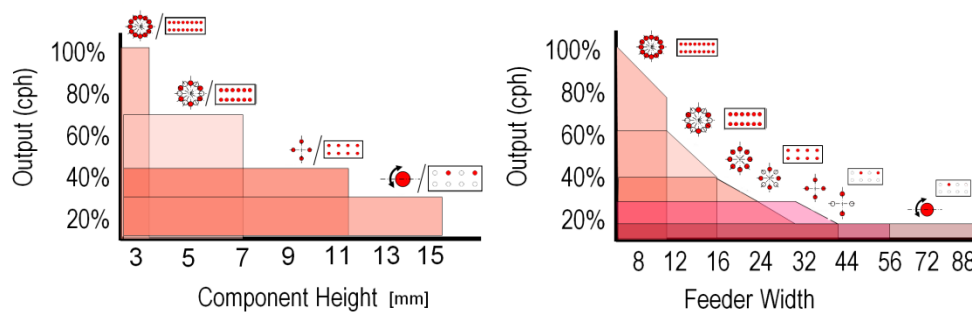 Output (cph)
100%
80%
60%
40%
20%
3 5 7 9 11 13 15
Component Height [mm]
Output (cph)
100%
80%
60%
40%
20%
8 12 16 24 32 44 56 72 88
Feeder Width